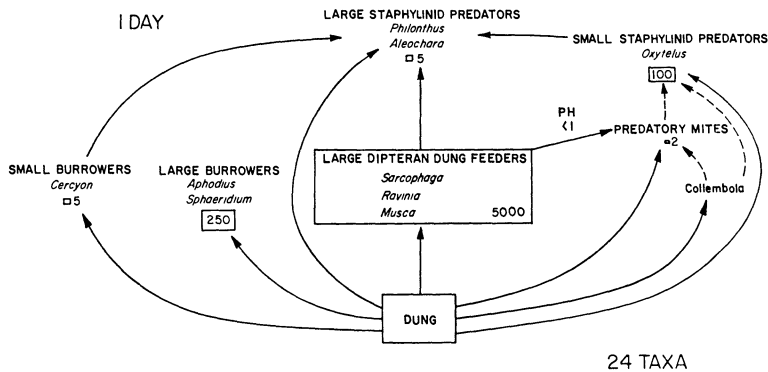 1 DAY
LARGE STAPHYLINID PREDATORS
Philonthus
Aleochara
5
SMALL STAPHYLINID PREDATORS
Oxytelus
100
PH
<1
PREDATORY MITES
2
LARGE DIPTERAN DUNG FEEDERS
Sarcophaga
Ravinia
Musca 5000
SMALL BURROWERS
Cercyon
5
LARGE BURROWERS
Aphodius
Sphaeridium
250
Collembola
DUNG
24 TAXA